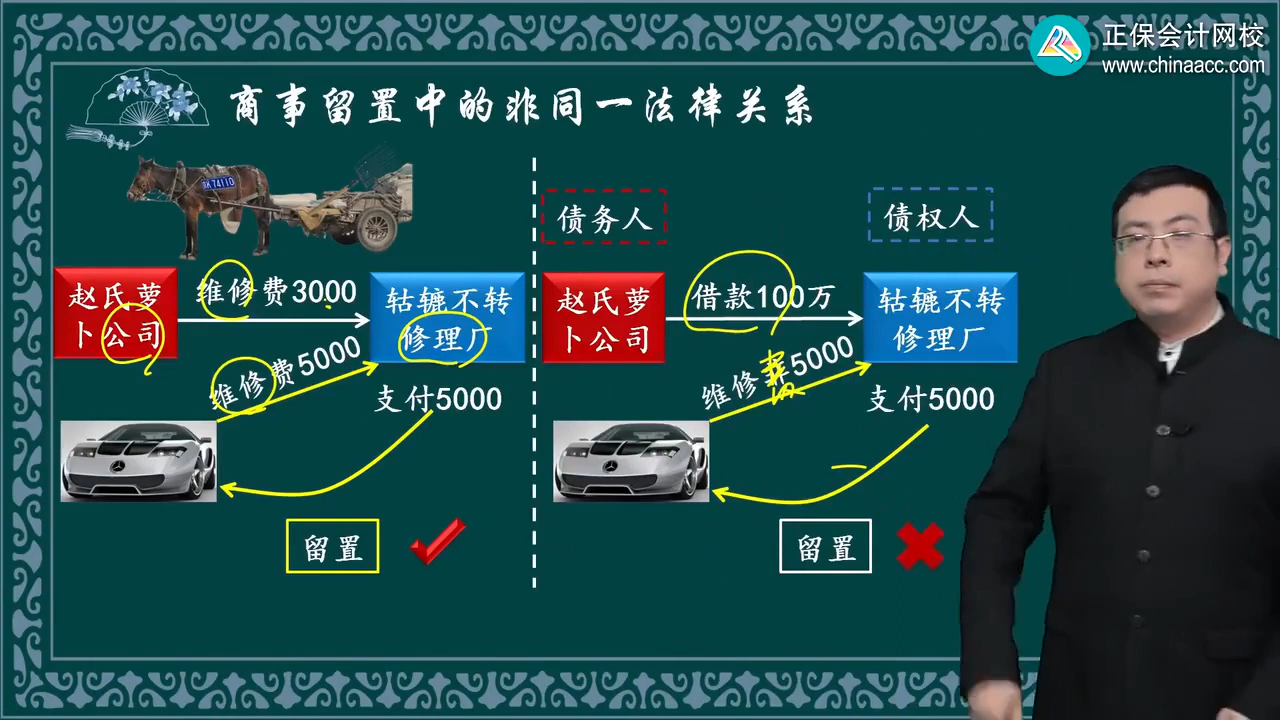 正保会计网校
www.chinaacc.com
商事留置中的非同一法律关系
74110
赵氏萝
卜公司
维修费3000
轱辘不转
修理厂
维修费5000
支付5000
留置
债务人
债权人
赵氏萝
卜公司
借款100万
轱辘不转
修理厂
维修费5000
支付5000
留置